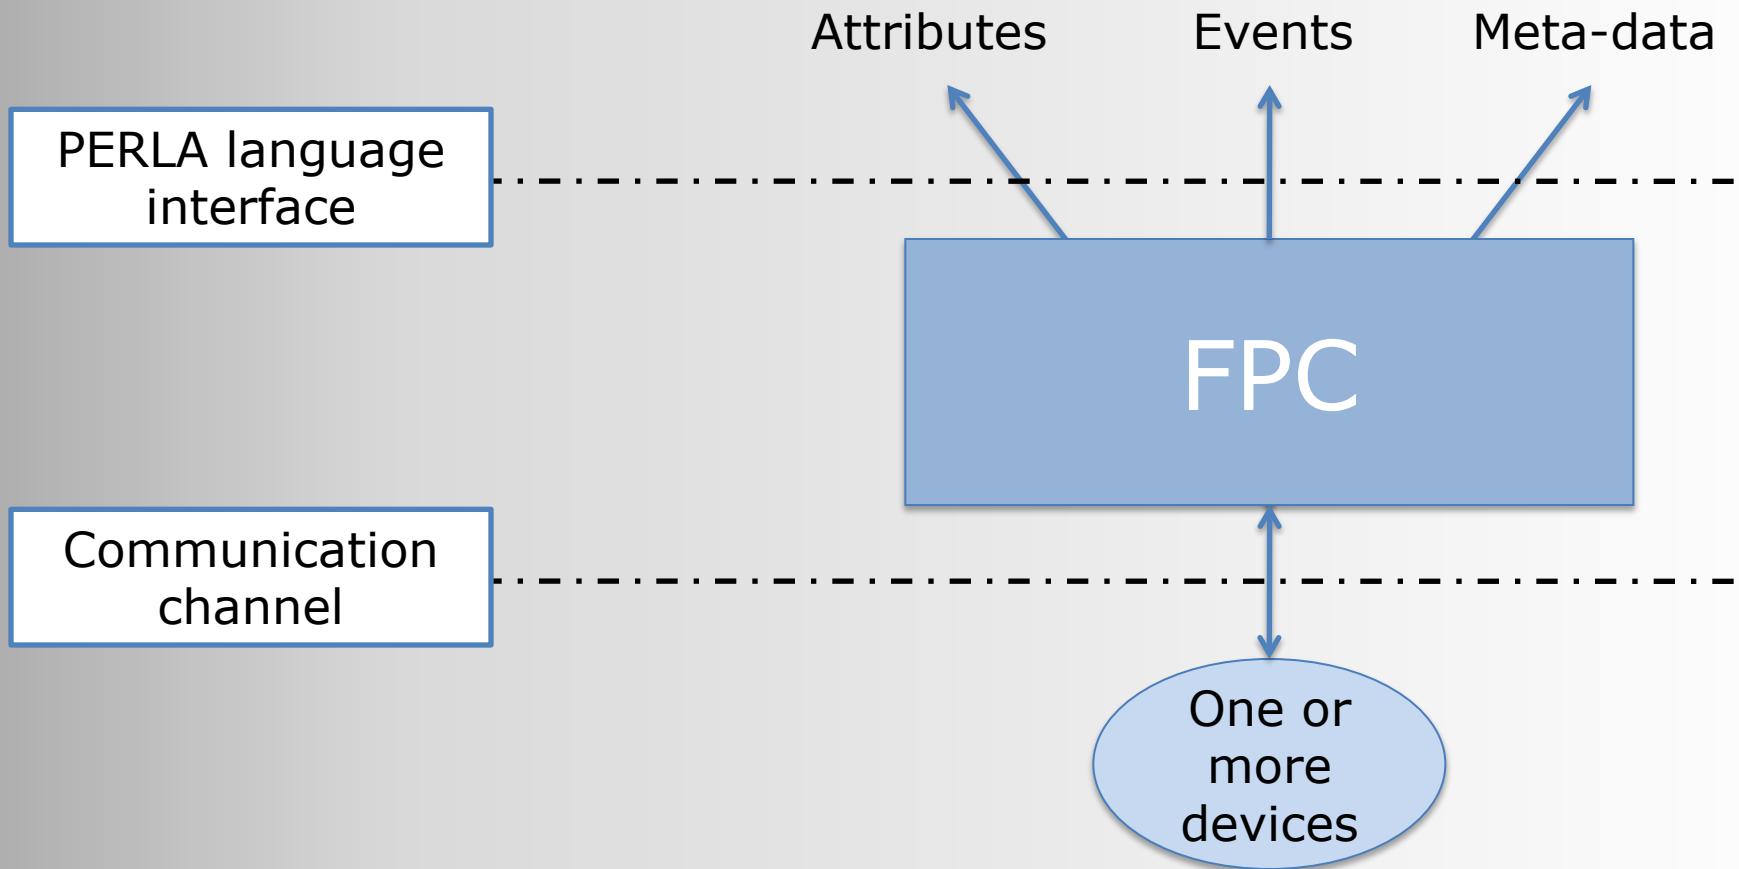 Attributes Events Meta-data
PERLA language
interface
FPC
Communication
channel
One or
more
devices